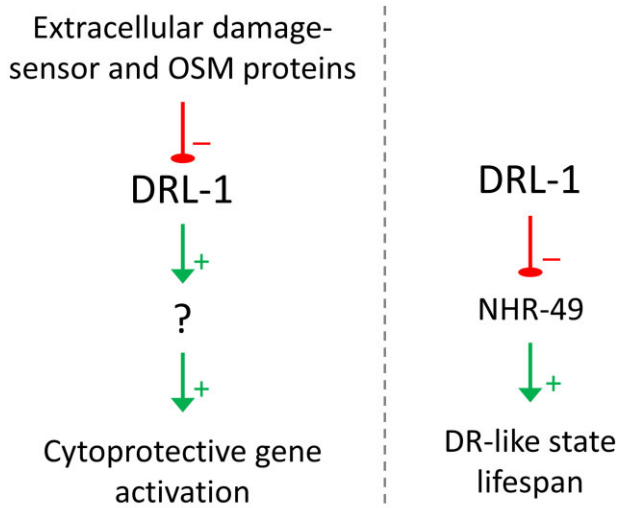 Extracellular damage-
sensor and OSM proteins
−
DRL-1
+
?
+
Cytoprotective gene
activation
DRL-1
−
NHR-49
+
DR-like state
lifespan